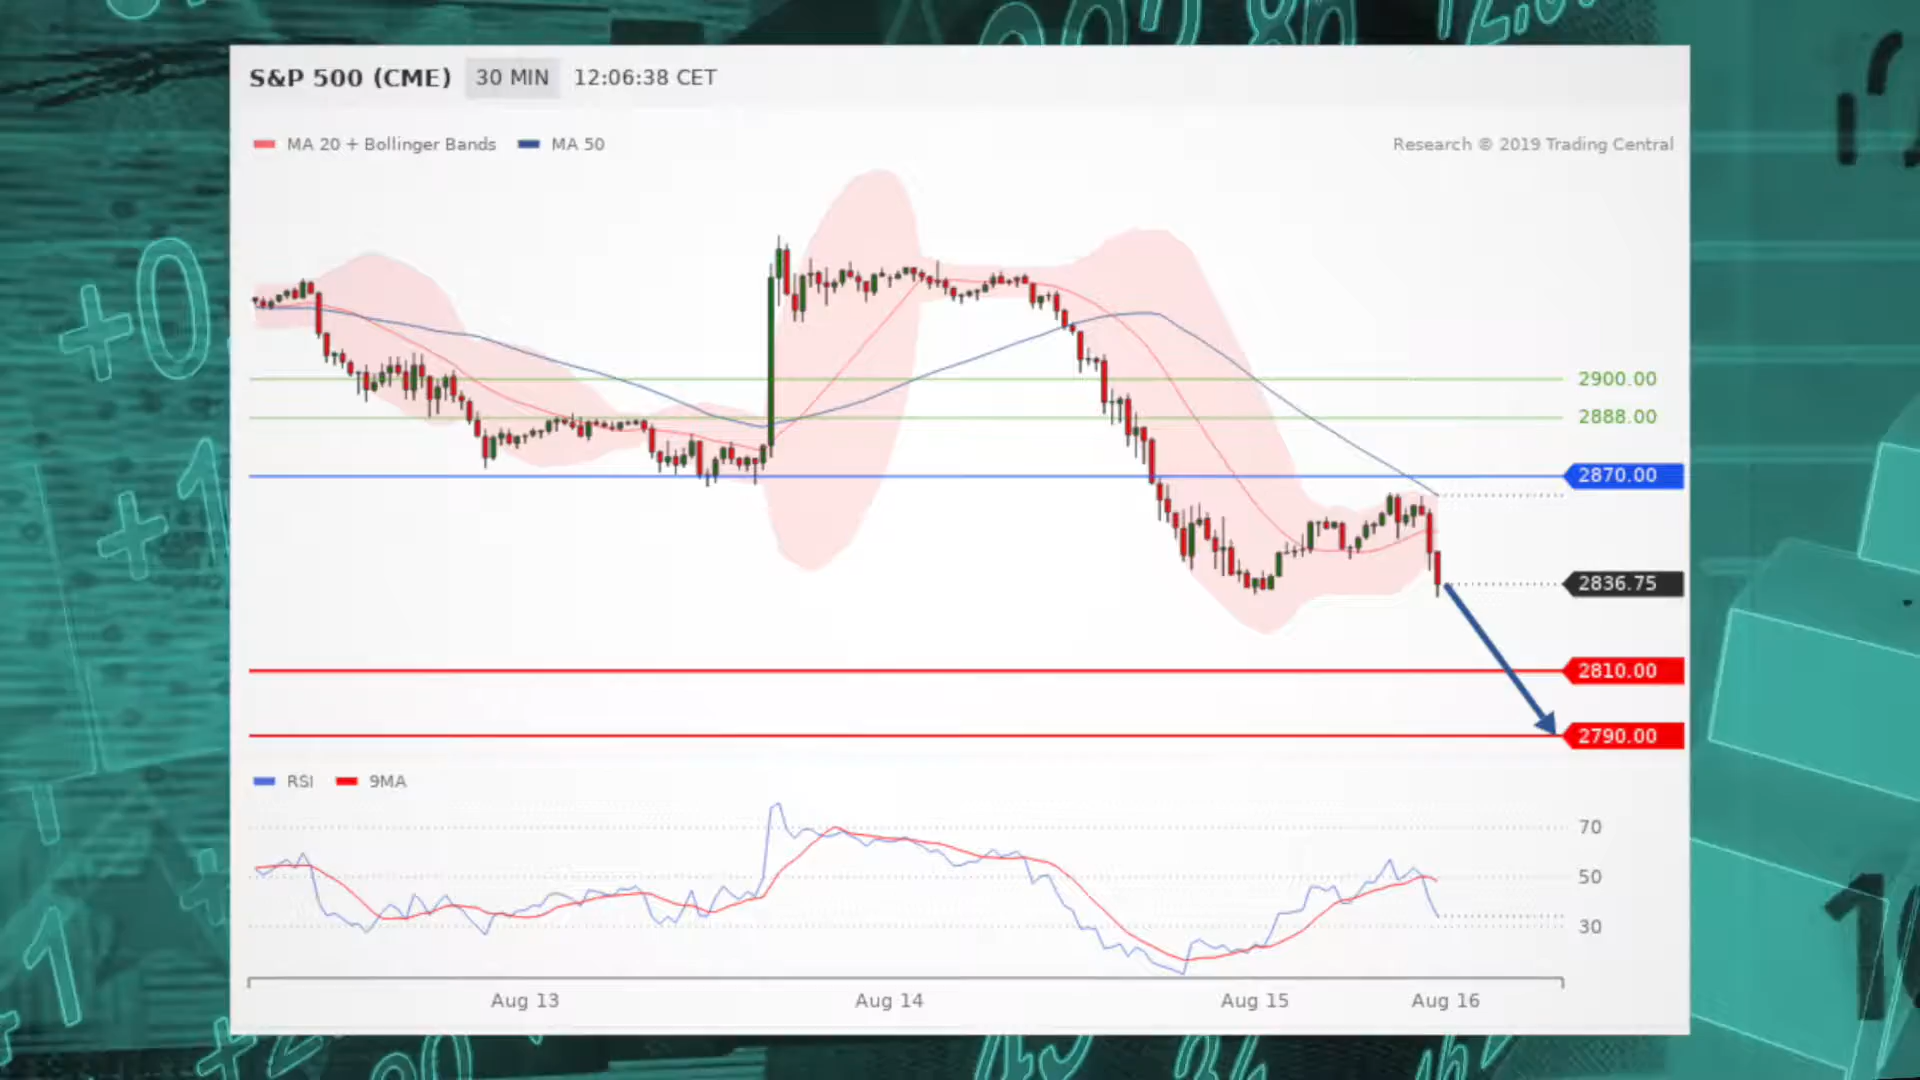 S&P 500 (CME) 30 MIN 12:06:38 CET
MA 20 + Bollinger Bands MA 50 Research © 2019 Trading Central
2900.00
2888.00
2870.00
2836.75
2810.00
2790.00
RSI 9MA
70
50
30
Aug 13 Aug 14 Aug 15 Aug 16
+0
+1